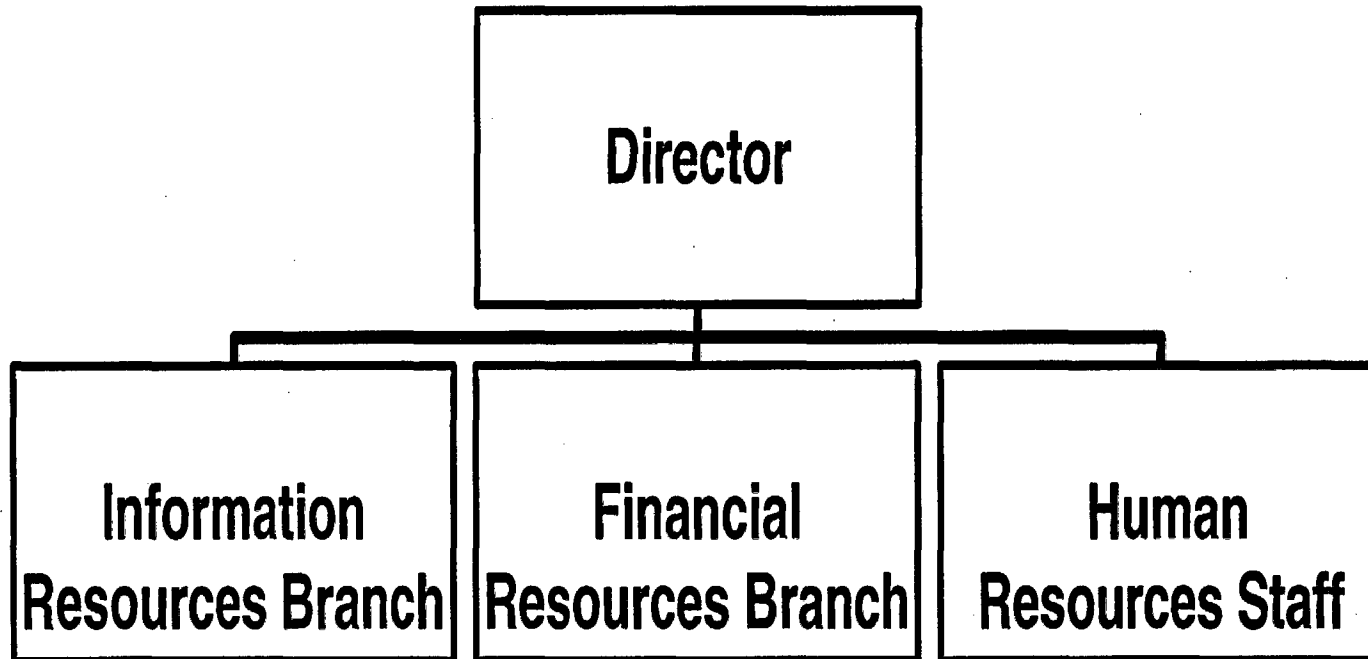 Director
Information
Resources Branch
Financial
Resources Branch
Human
Resources Staff